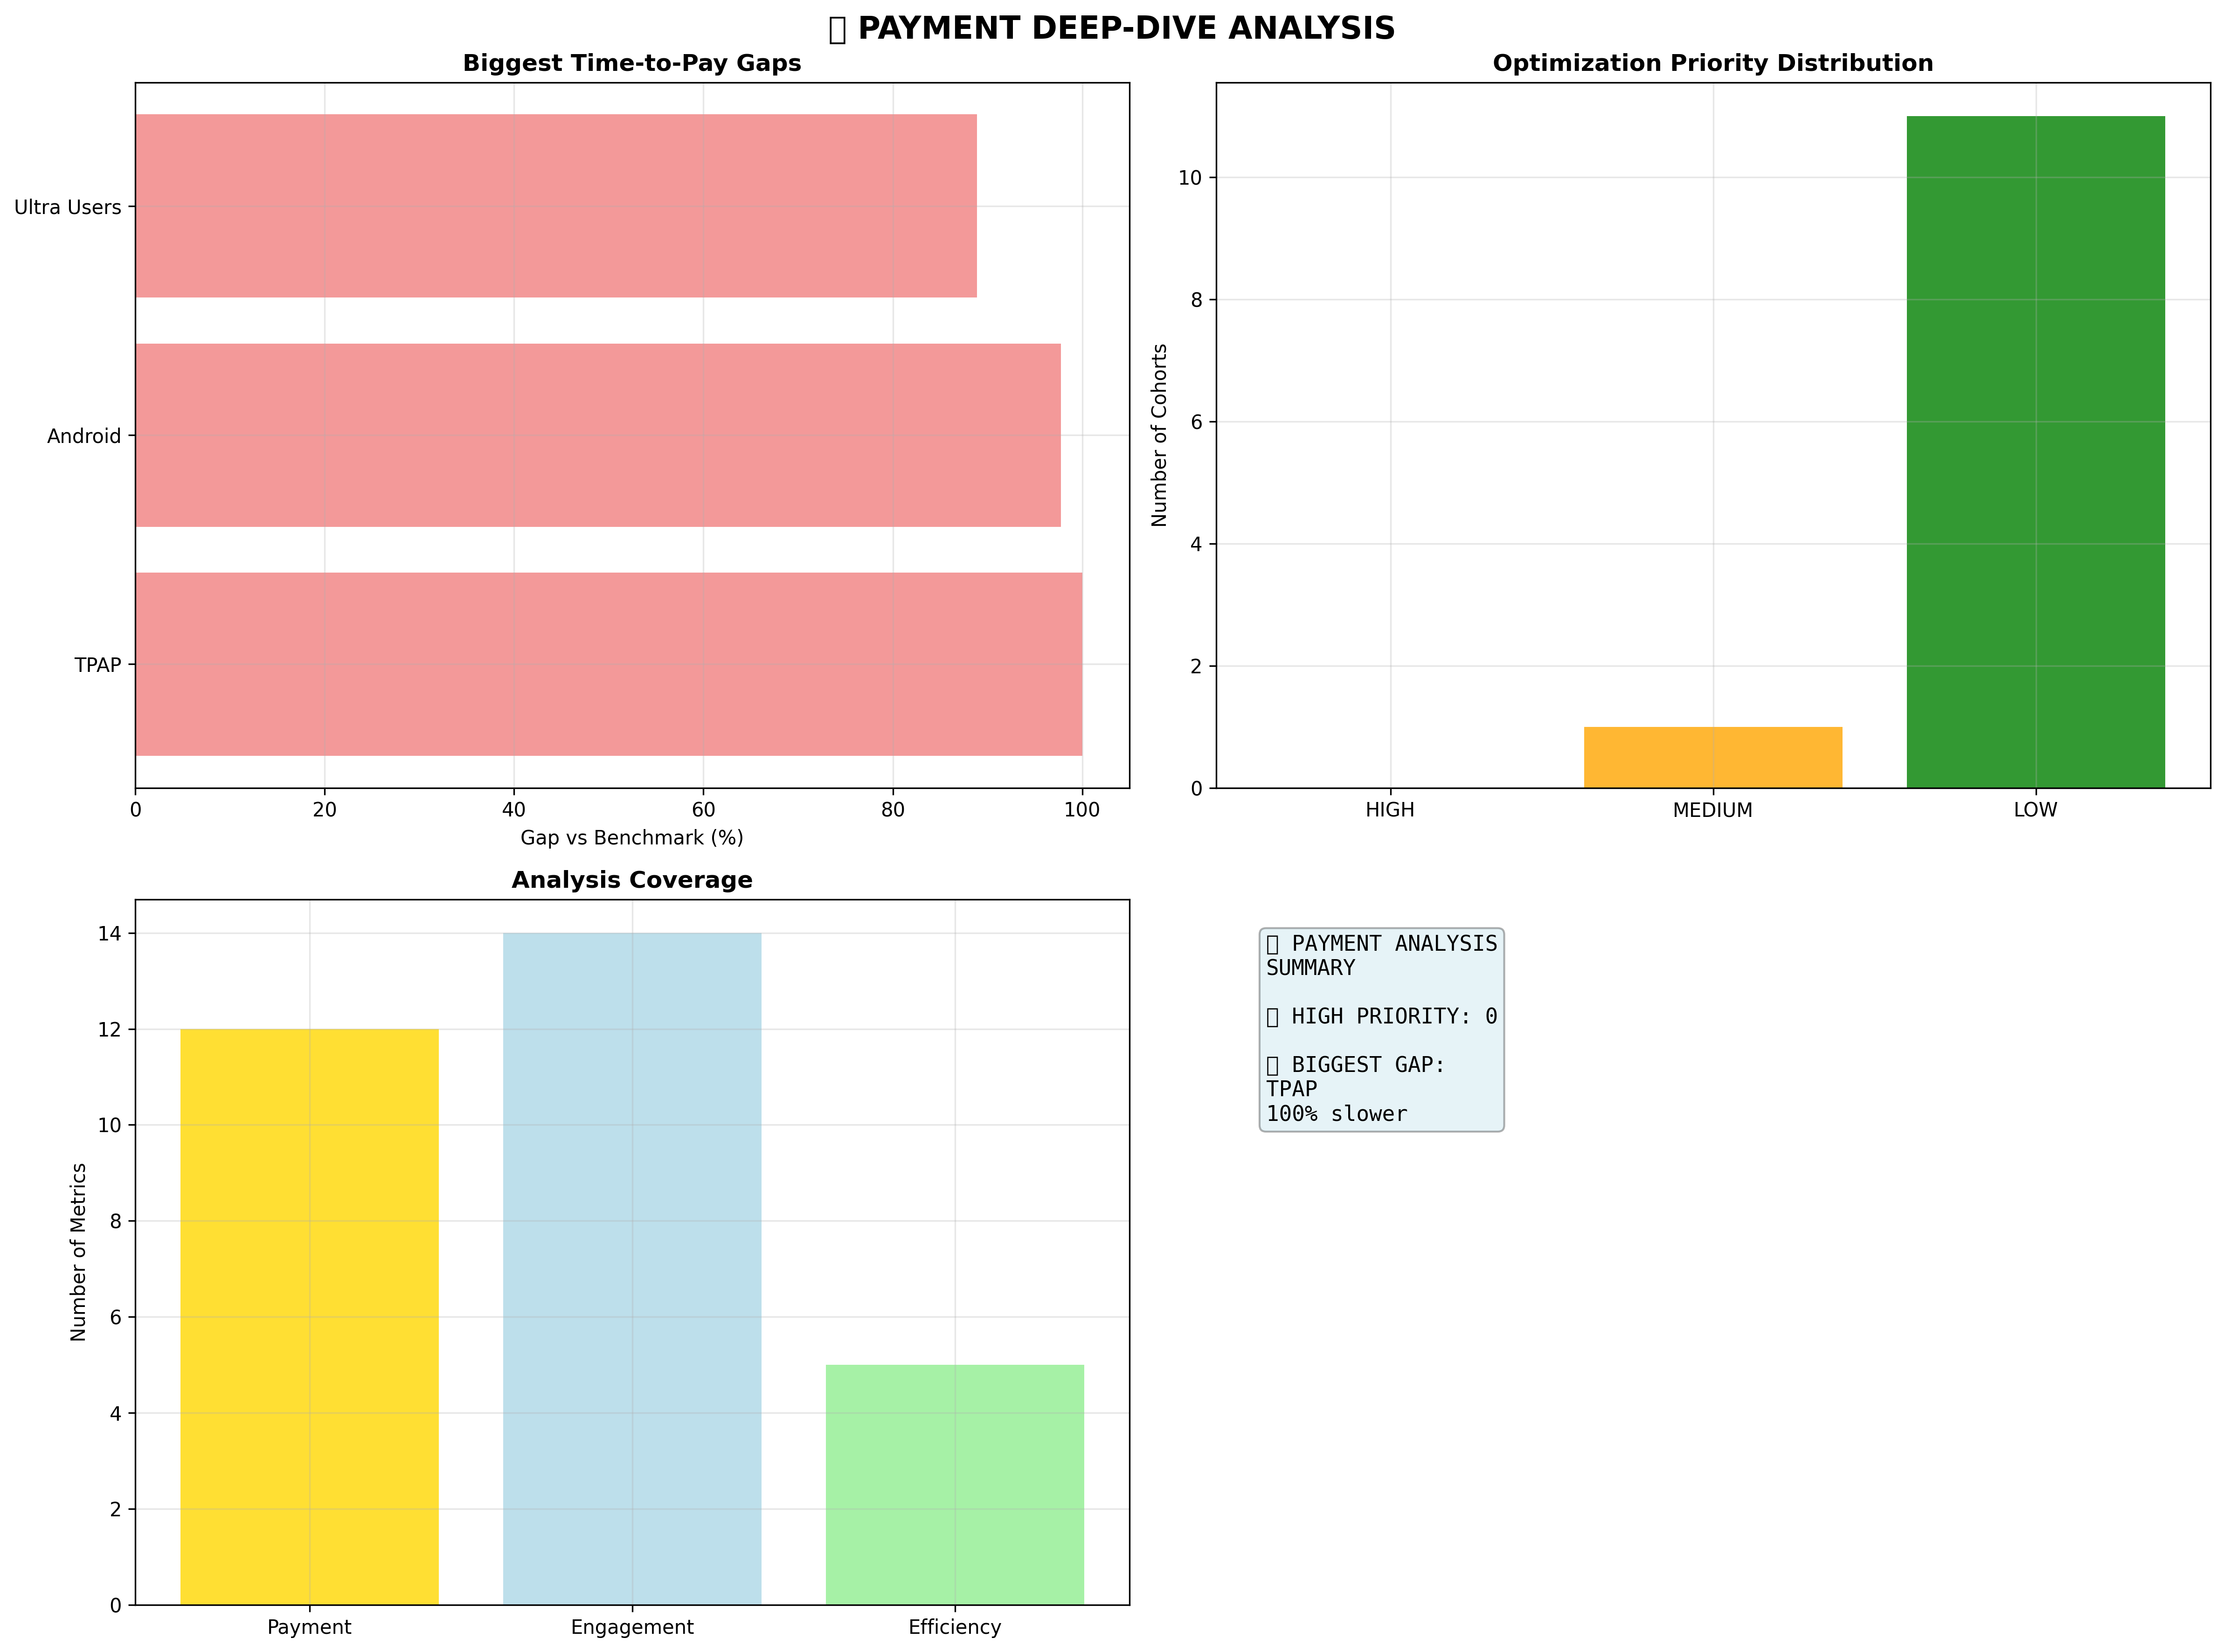 ▯ PAYMENT DEEP-DIVE ANALYSIS
Biggest Time-to-Pay Gaps
Ultra Users
Android
TPAP
0 20 40 60 80 100
Gap vs Benchmark (%)
Optimization Priority Distribution
Number of Cohorts
10
8
6
4
2
0
HIGH MEDIUM LOW
Analysis Coverage
Number of Metrics
14
12
10
8
6
4
2
0
Payment Engagement Efficiency
▯ PAYMENT ANALYSIS
SUMMARY
▯ HIGH PRIORITY: 0
▯ BIGGEST GAP:
TPAP
100% slower